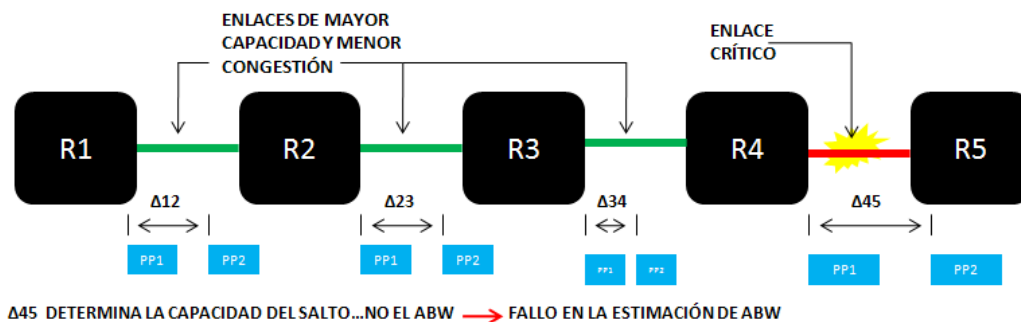 ENLACES DE MAYOR
CAPACIDAD Y MENOR
CONGESTIÓN
ENLACE
CRÍTICO
R1
R2
R3
R4
R5
Δ12
Δ23
Δ34
Δ45
PP1
PP2
PP1
PP2
PP1
PP2
PP1
PP2
Δ45 DETERMINA LA CAPACIDAD DEL SALTO...NO EL ABW → FALLO EN LA ESTIMACIÓN DE ABW